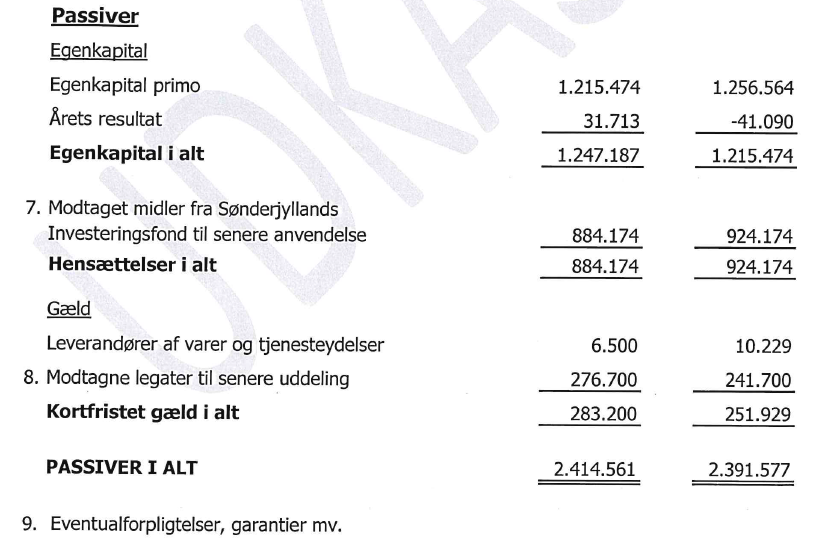 Passiver
Egenkapital
Egenkapital primo 1.215.474 1.256.564
Årets resultat 31.713 -41.090
Egenkapital i alt 1.247.187 1.215.474
7. Modtaget midler fra Sønderjyllands
Investeringsfond til senere anvendelse 884.174 924.174
Hensættelser i alt 884.174 924.174
Gæld
Leverandører af varer og tjenesteydelser 6.500 10.229
8. Modtagne legater til senere uddeling 276.700 241.700
Kortfristet gæld i alt 283.200 251.929
PASSIVER I ALT 2.414.561 2.391.577
9. Eventualforpligtelser, garantier mv.
UDKAS